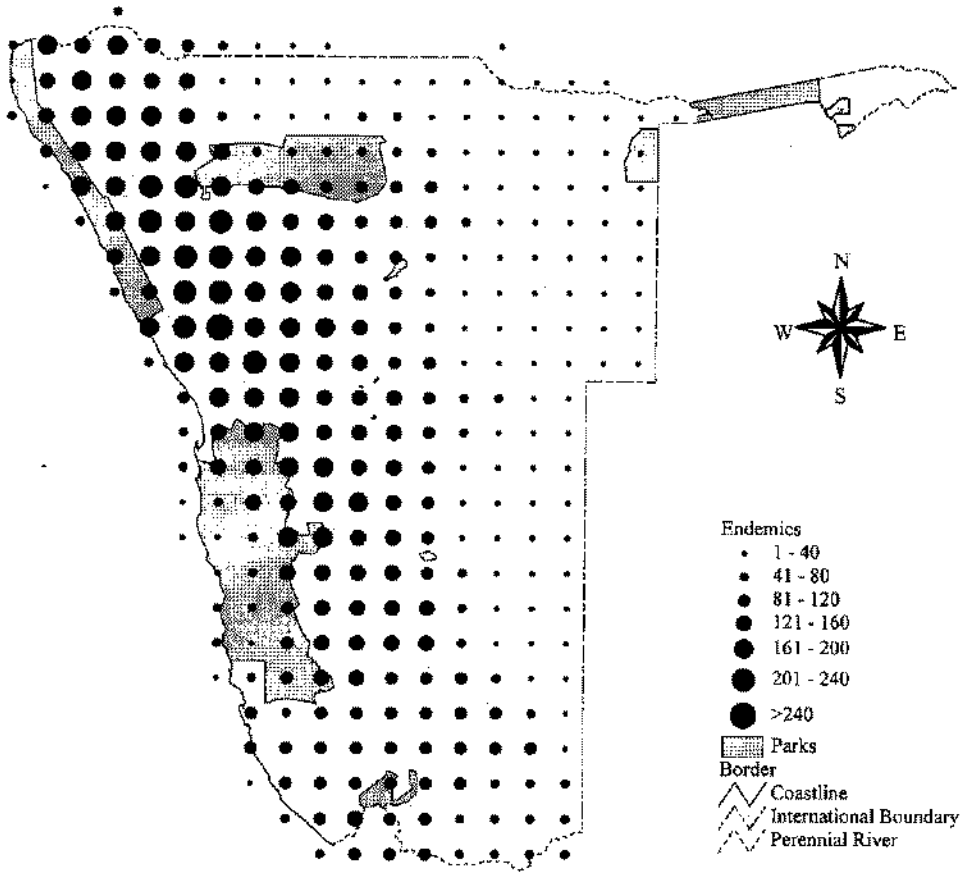 N
W E
S
Endemics
1 - 40
41 - 80
81 - 120
121 - 160
161 - 200
201 - 240
>240
Parks
Border
Coastline
International Boundary
Perennial River